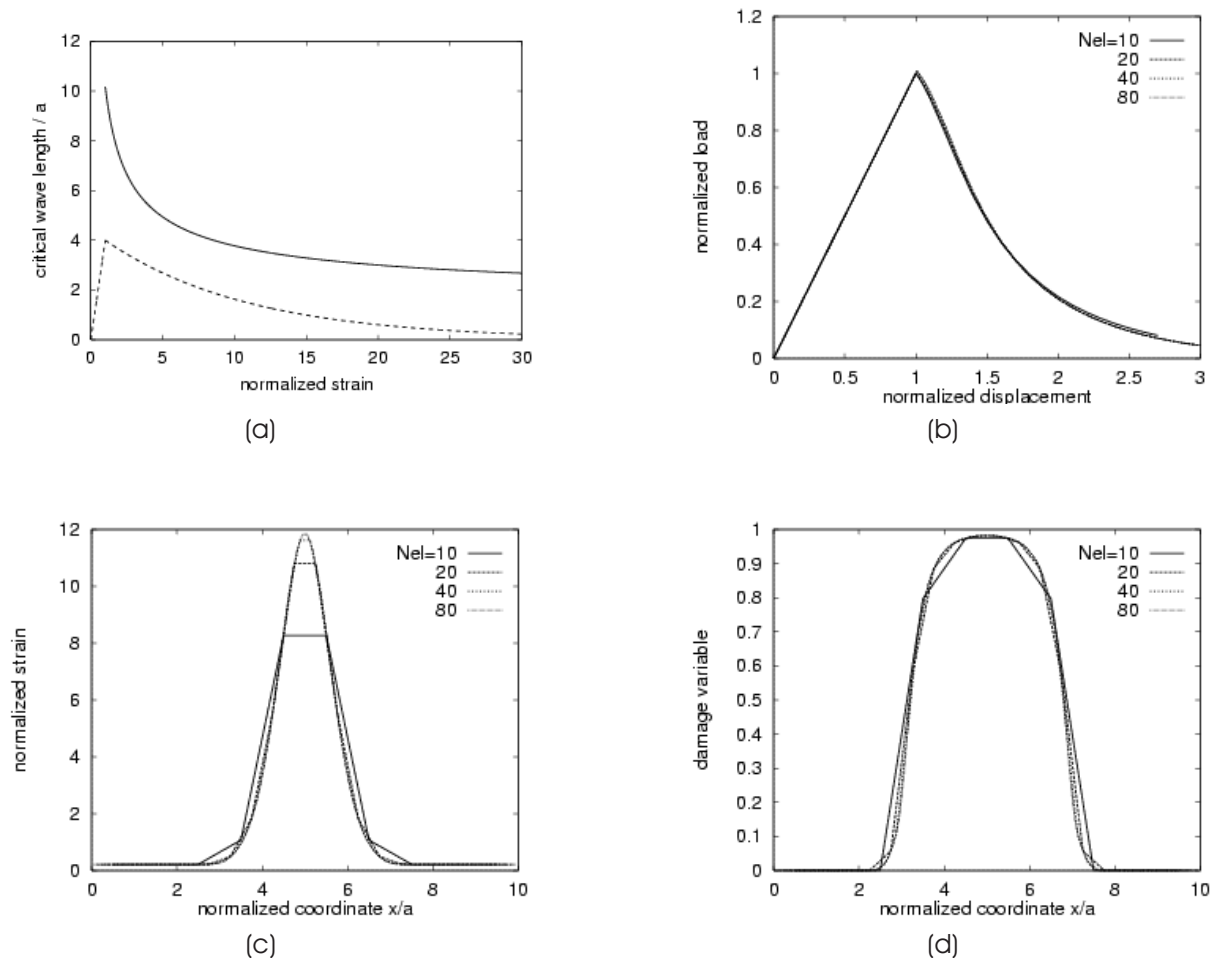 12
10
8
6
4
2
0
critical wave length / a
0 5 10 15 20 25 30
normalized strain
(a)
1.2
1
0.8
0.6
0.4
0.2
0
normalized load
Nel=10
20
40
80
0 0.5 1 1.5 2 2.5 3
normalized displacement
(b)
12
10
8
6
4
2
0
normalized strain
Nel=10
20
40
80
0 2 4 6 8 10
normalized coordinate x/a
(c)
1
0.9
0.8
0.7
0.6
0.5
0.4
0.3
0.2
0.1
0
damage variable
Nel=10
20
40
80
0 2 4 6 8 10
normalized coordinate x/a
(d)